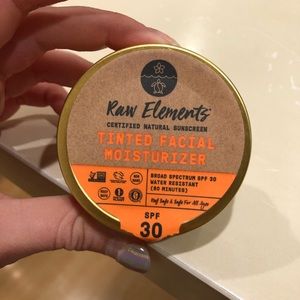 Raw Elements
CERTIFIED NATURAL SUNSCREEN
TINTED FACIAL
MOISTURIZER
BROAD SPECTRUM SPF 30
WATER RESISTANT
(80 MINUTES)
Reef Safe & Safe For All Ages
SPF
30